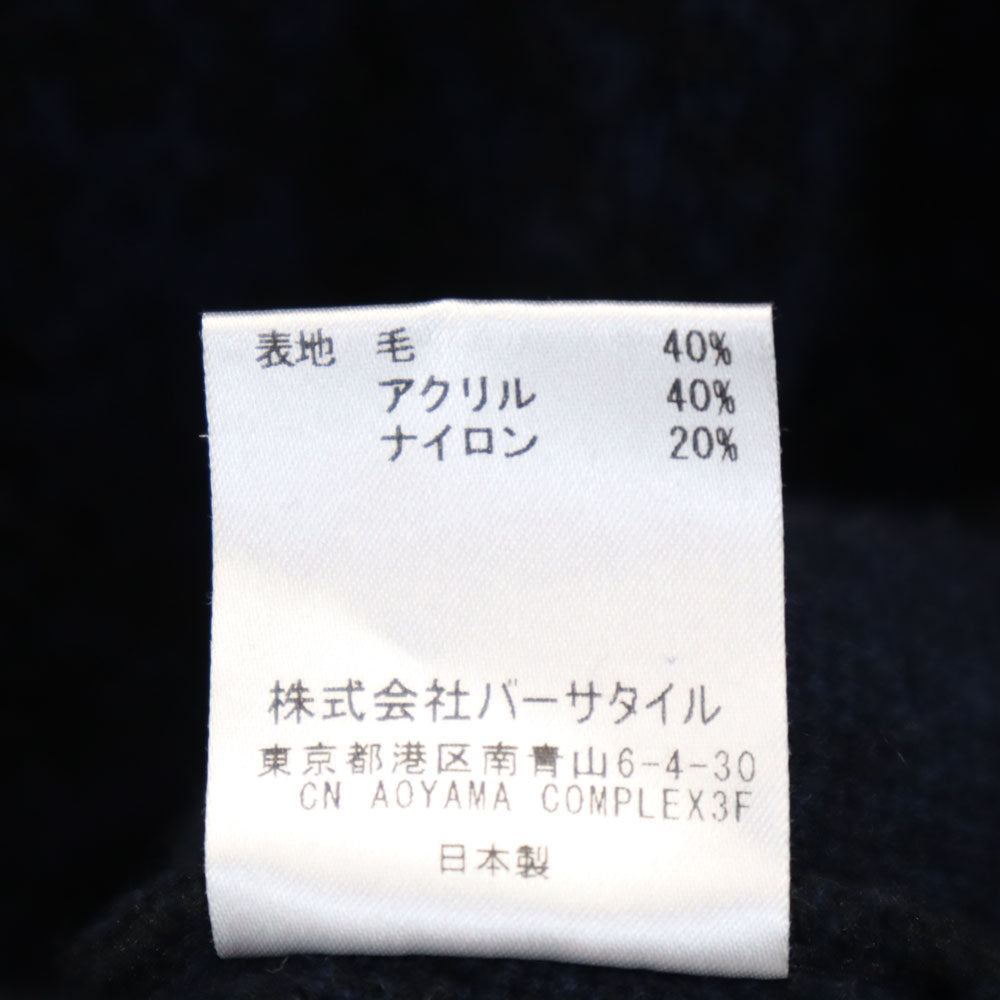 表地 毛 40%
アクリル 40%
ナイロン 20%
株式会社バーサタイル
東京都港区南青山6-4-30
CN AOYAMA COMPLEX3F
日本製